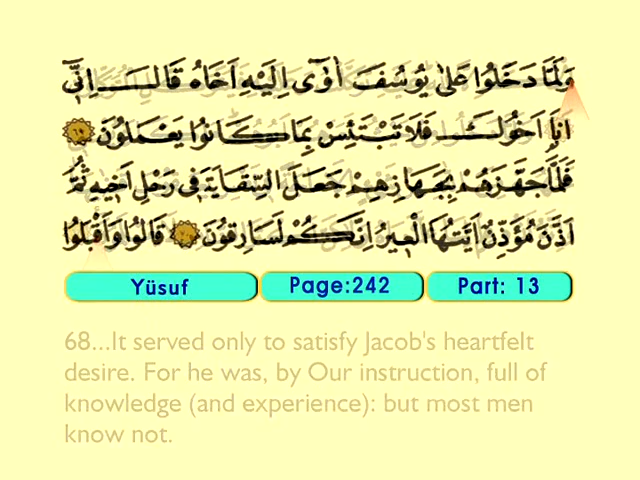 وَلَمَّا دَخَلُوا عَلٰى يُوسُفَ اٰوٰٓى اِلَيْهِ اَخَاهُ قَالَ اِنّ۪ٓى
اَنَا۬ اَخُوكَ فَلَا تَبْتَئِسْ بِمَا كَانُوا يَعْمَلُونَ
فَلَمَّا جَهَّزَهُمْ بِجَهَازِهِمْ جَعَلَ السِّقَايَةَ ف۪ى رَحْلِ اَخ۪يهِ ثُمَّ
اَذَّنَ مُؤَذِّنٌ اَيَّتُهَا الْع۪يرُ اِنَّكُمْ لَسَارِقُونَ قَالُوا وَاَقْبَلُوا
Yüsuf Page:242 Part: 13
68...It served only to satisfy Jacob's heartfelt
desire. For he was, by Our instruction, full of
knowledge (and experience): but most men
know not.